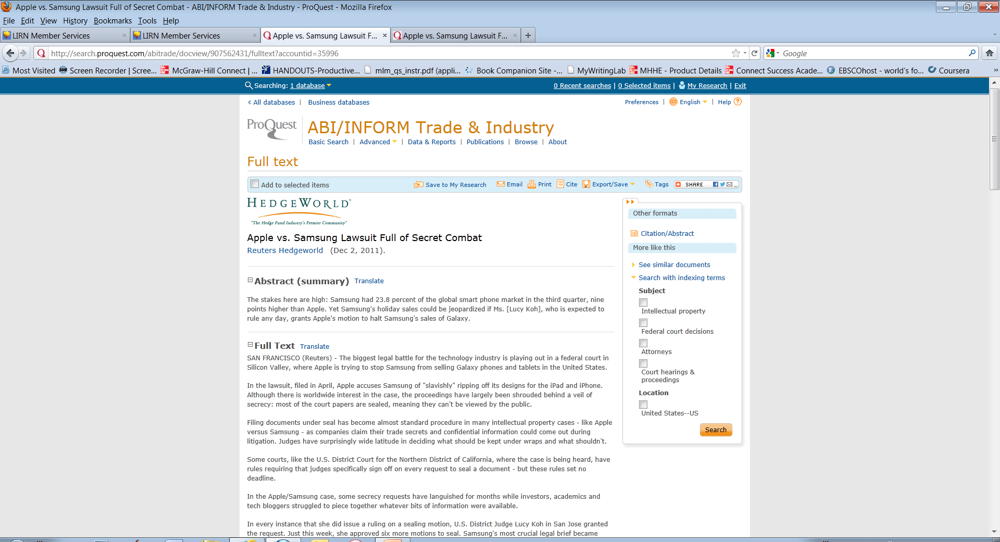 Apple vs. Samsung Lawsuit Full of Secret Combat - ABI/INFORM Trade & Industry - ProQuest - Mozilla Firefox
File Edit View History Bookmarks Tools Help
LIRN Member Services LIRN Member Services Apple vs. Samsung Lawsuit F... Apple vs. Samsung Lawsuit F...
http://search.proquest.com/abitrade/docview/907562431/fulltext?accountid=35996 Google
Most Visited Screen Recorder | Scree... McGraw-Hill Connect | ... HANDOUTS-Productive... mlm_qs_instr.pdf (appli... Book Companion Site -... MyWritingLab MHHE - Product Details Connect Success Acade... EBSCOhost - world's fo... Coursera »
Searching: 1 database 0 Recent searches | 0 Selected items | My Research | Exit
« All databases | Business databases Preferences | English | Help ?
ProQuest ABI/INFORM Trade & Industry
Basic Search | Advanced | Data & Reports | Publications | Browse | About
Full text
Add to selected items Save to My Research Email Print Cite Export/Save Tags SHARE ...
HEDGEWORLD®
"The Hedge Fund Industry's Premier Community"
Apple vs. Samsung Lawsuit Full of Secret Combat
Reuters Hedgeworld (Dec 2, 2011).
Abstract (summary) Translate
The stakes here are high: Samsung had 23.8 percent of the global smart phone market in the third quarter, nine
points higher than Apple. Yet Samsung's holiday sales could be jeopardized if Ms. [Lucy Koh], who is expected to
rule any day, grants Apple's motion to halt Samsung's sales of Galaxy.
Full Text Translate
SAN FRANCISCO (Reuters) - The biggest legal battle for the technology industry is playing out in a federal court in
Silicon Valley, where Apple is trying to stop Samsung from selling Galaxy phones and tablets in the United States.
In the lawsuit, filed in April, Apple accuses Samsung of "slavishly" ripping off its designs for the iPad and iPhone.
Although there is worldwide interest in the case, the proceedings have largely been shrouded behind a veil of
secrecy: most of the court papers are sealed, meaning they can't be viewed by the public.
Filing documents under seal has become almost standard procedure in many intellectual property cases - like Apple
versus Samsung - as companies claim their trade secrets and confidential information could come out during
litigation. Judges have surprisingly wide latitude in deciding what should be kept under wraps and what shouldn't.
Some courts, like the U.S. District Court for the Northern District of California, where the case is being heard, have
rules requiring that judges specifically sign off on every request to seal a document - but these rules set no
deadline.
In the Apple/Samsung case, some secrecy requests have languished for months while investors, academics and
tech bloggers struggled to piece together whatever bits of information were available.
In every instance that she did issue a ruling on a sealing motion, U.S. District Judge Lucy Koh in San Jose granted
the request. Just this week, she approved six more motions to seal. Samsung's most crucial legal brief became
Other formats
Citation/Abstract
More like this
See similar documents
Search with indexing terms
Subject
Intellectual property
Federal court decisions
Attorneys
Court hearings &
proceedings
Location
United States--US
Search